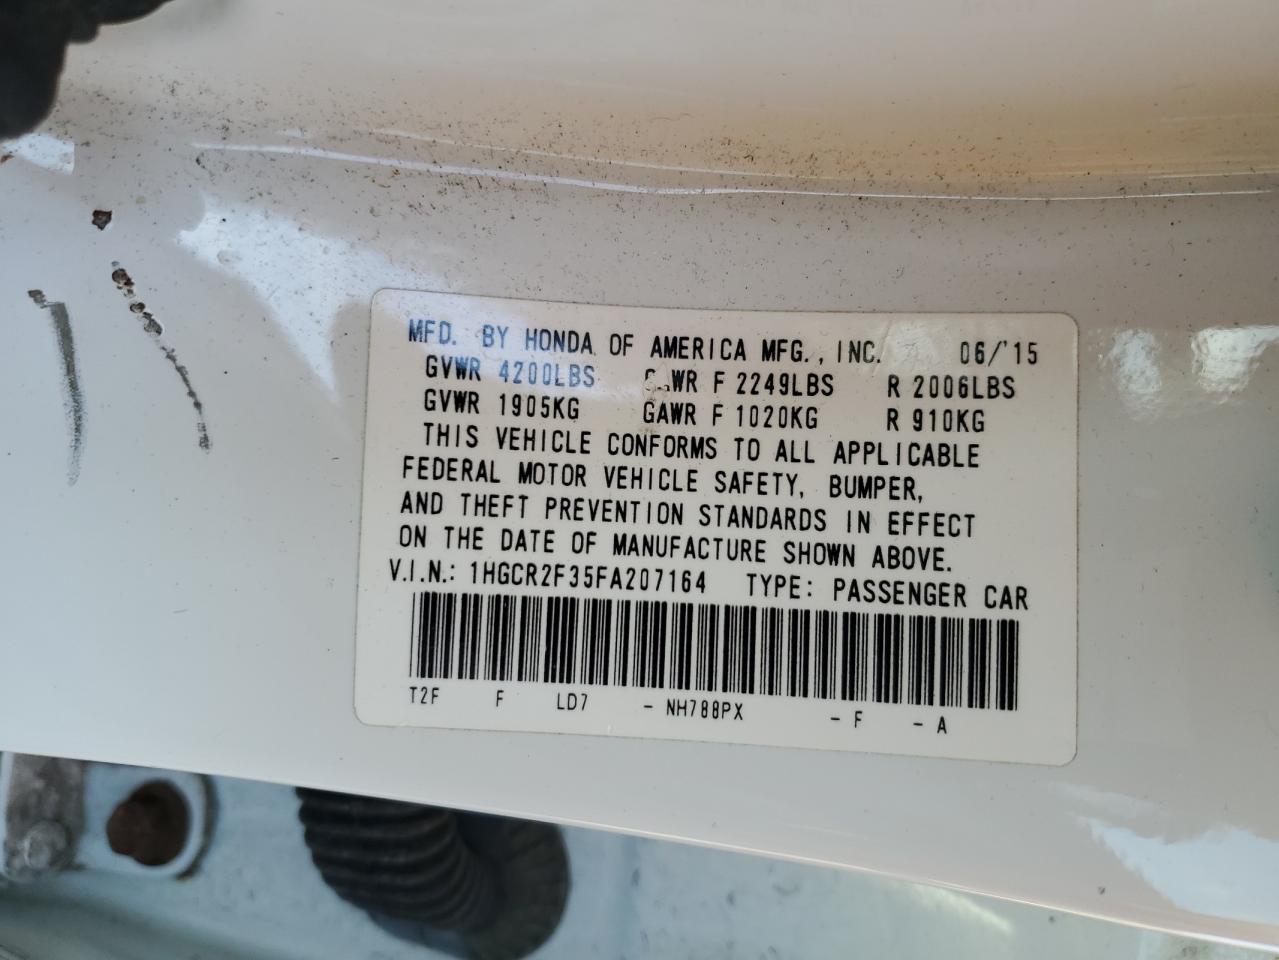 MFD. BY HONDA OF AMERICA MFG., INC. 06/'15
GVWR 4200LBS GAWR F 2249LBS R 2006LBS
GVWR 1905KG GAWR F 1020KG R 910KG
THIS VEHICLE CONFORMS TO ALL APPLICABLE
FEDERAL MOTOR VEHICLE SAFETY, BUMPER,
AND THEFT PREVENTION STANDARDS IN EFFECT
ON THE DATE OF MANUFACTURE SHOWN ABOVE.
V.I.N.: 1HGCR2F35FA207164 TYPE: PASSENGER CAR
T2F F LD7 - NH788PX - F - A